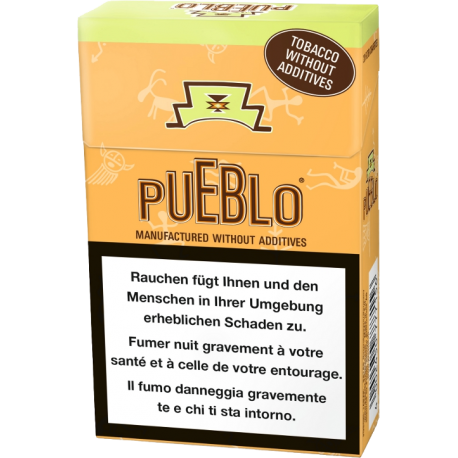 PUEBLO
TOBACCO
WITHOUT
ADDITIVES
PUEBLO®
MANUFACTURED WITHOUT ADDITIVES
Rauchen fügt Ihnen und den
Menschen in Ihrer Umgebung
erheblichen Schaden zu.
Fumer nuit gravement à votre
santé et à celle de votre entourage.
Il fumo danneggia gravemente
te e chi ti sta intorno.